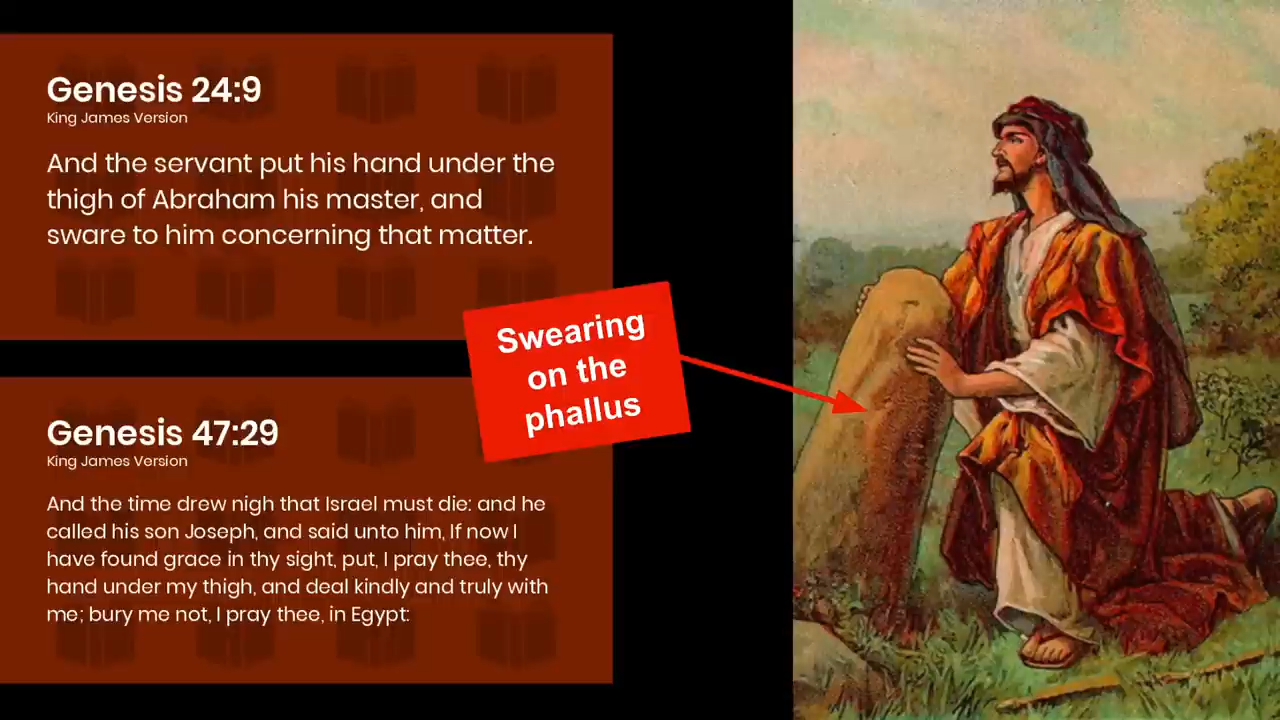 Genesis 24:9
King James Version
And the servant put his hand under the
thigh of Abraham his master, and
sware to him concerning that matter.
Swearing
on the
phallus
Genesis 47:29
King James Version
And the time drew nigh that Israel must die: and he
called his son Joseph, and said unto him, If now I
have found grace in thy sight, put, I pray thee, thy
hand under my thigh, and deal kindly and truly with
me; bury me not, I pray thee, in Egypt: